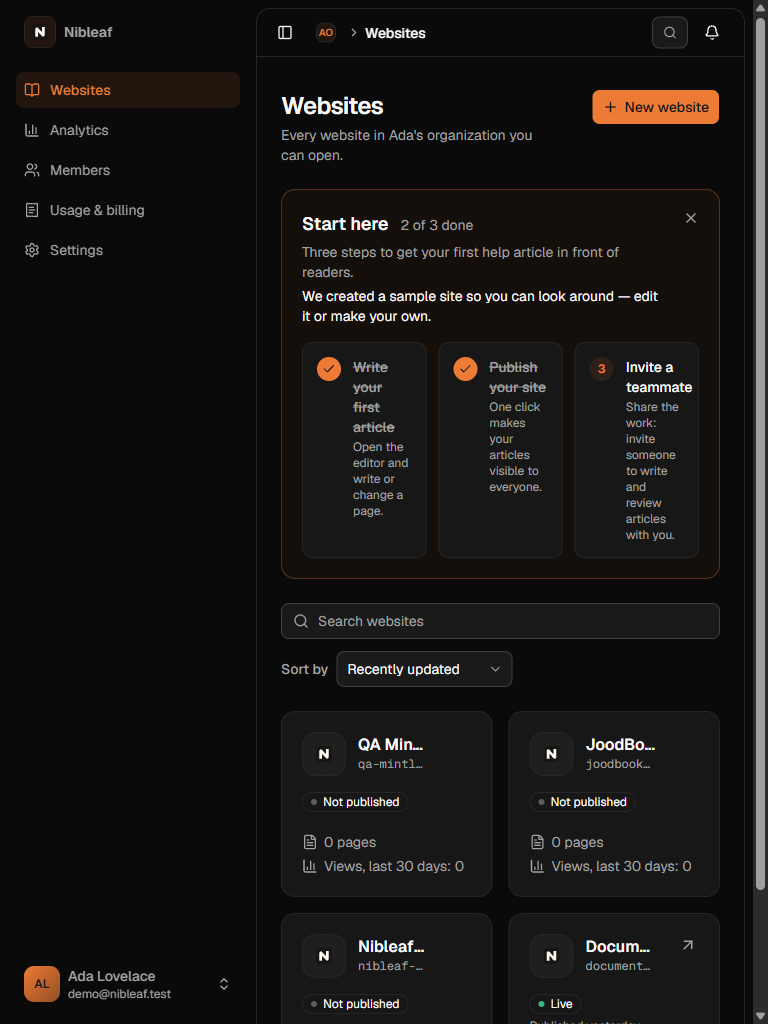 N Nibleaf
Websites
Analytics
Members
Usage & billing
Settings
AO > Websites
Websites
New website
Every website in Ada's organization you
can open.
Start here 2 of 3 done
Three steps to get your first help article in front of
readers.
We created a sample site so you can look around — edit
it or make your own.
Write
your
first
article
Open the
editor and
write or
change a
page.
Publish
your site
One click
makes
your
articles
visible to
everyone.
3
Invite a
teammate
Share the
work:
invite
someone
to write
and
review
articles
with you.
Search websites
Sort by Recently updated
N QA Min…
qa-mintl…
Not published
0 pages
Views, last 30 days: 0
N JoodBo…
joodbook…
Not published
0 pages
Views, last 30 days: 0
N Nibleaf…
nibleaf-…
Not published
N Docum…
document…
Live
Published yesterday
AL Ada Lovelace
demo@nibleaf.test